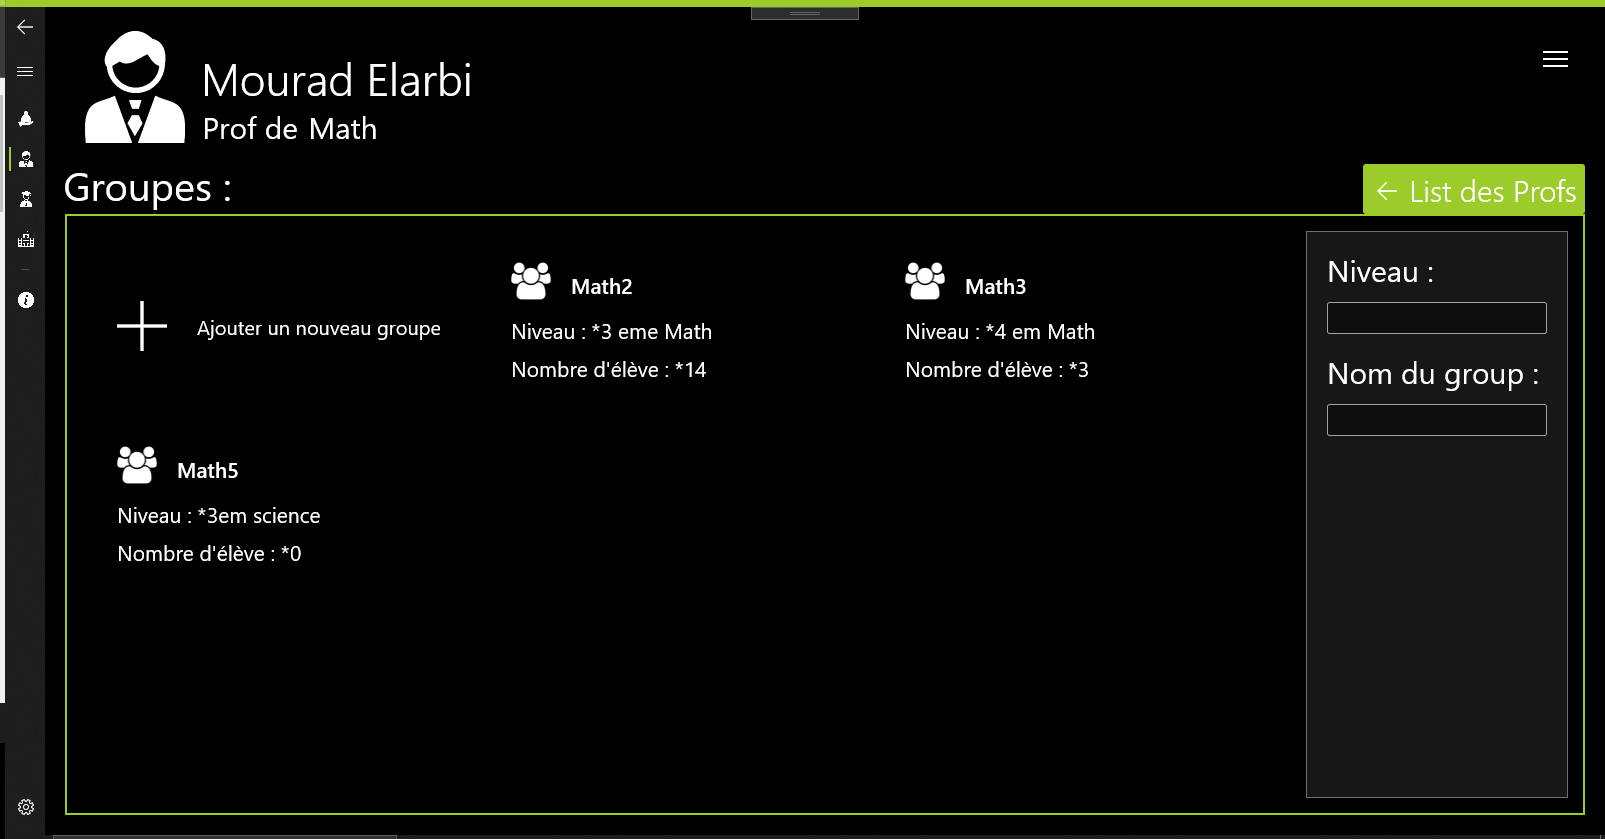 Mourad Elarbi
Prof de Math
Groupes :
← List des Profs
Ajouter un nouveau groupe
Math2
Niveau : *3 eme Math
Nombre d'élève : *14
Math3
Niveau : *4 em Math
Nombre d'élève : *3
Math5
Niveau : *3em science
Nombre d'élève : *0
Niveau :
Nom du group :